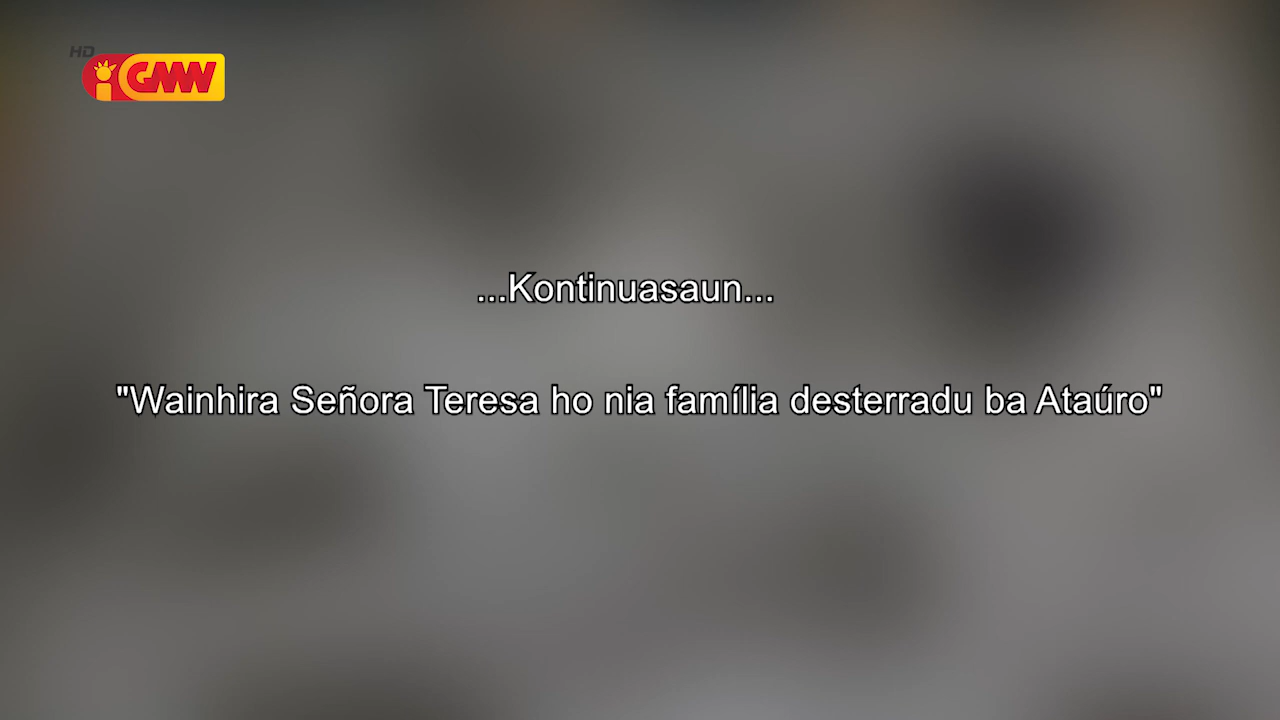 HD
GMN
...Kontinuasaun...
"Wainhira Señora Teresa ho nia família desterradu ba Ataúro"